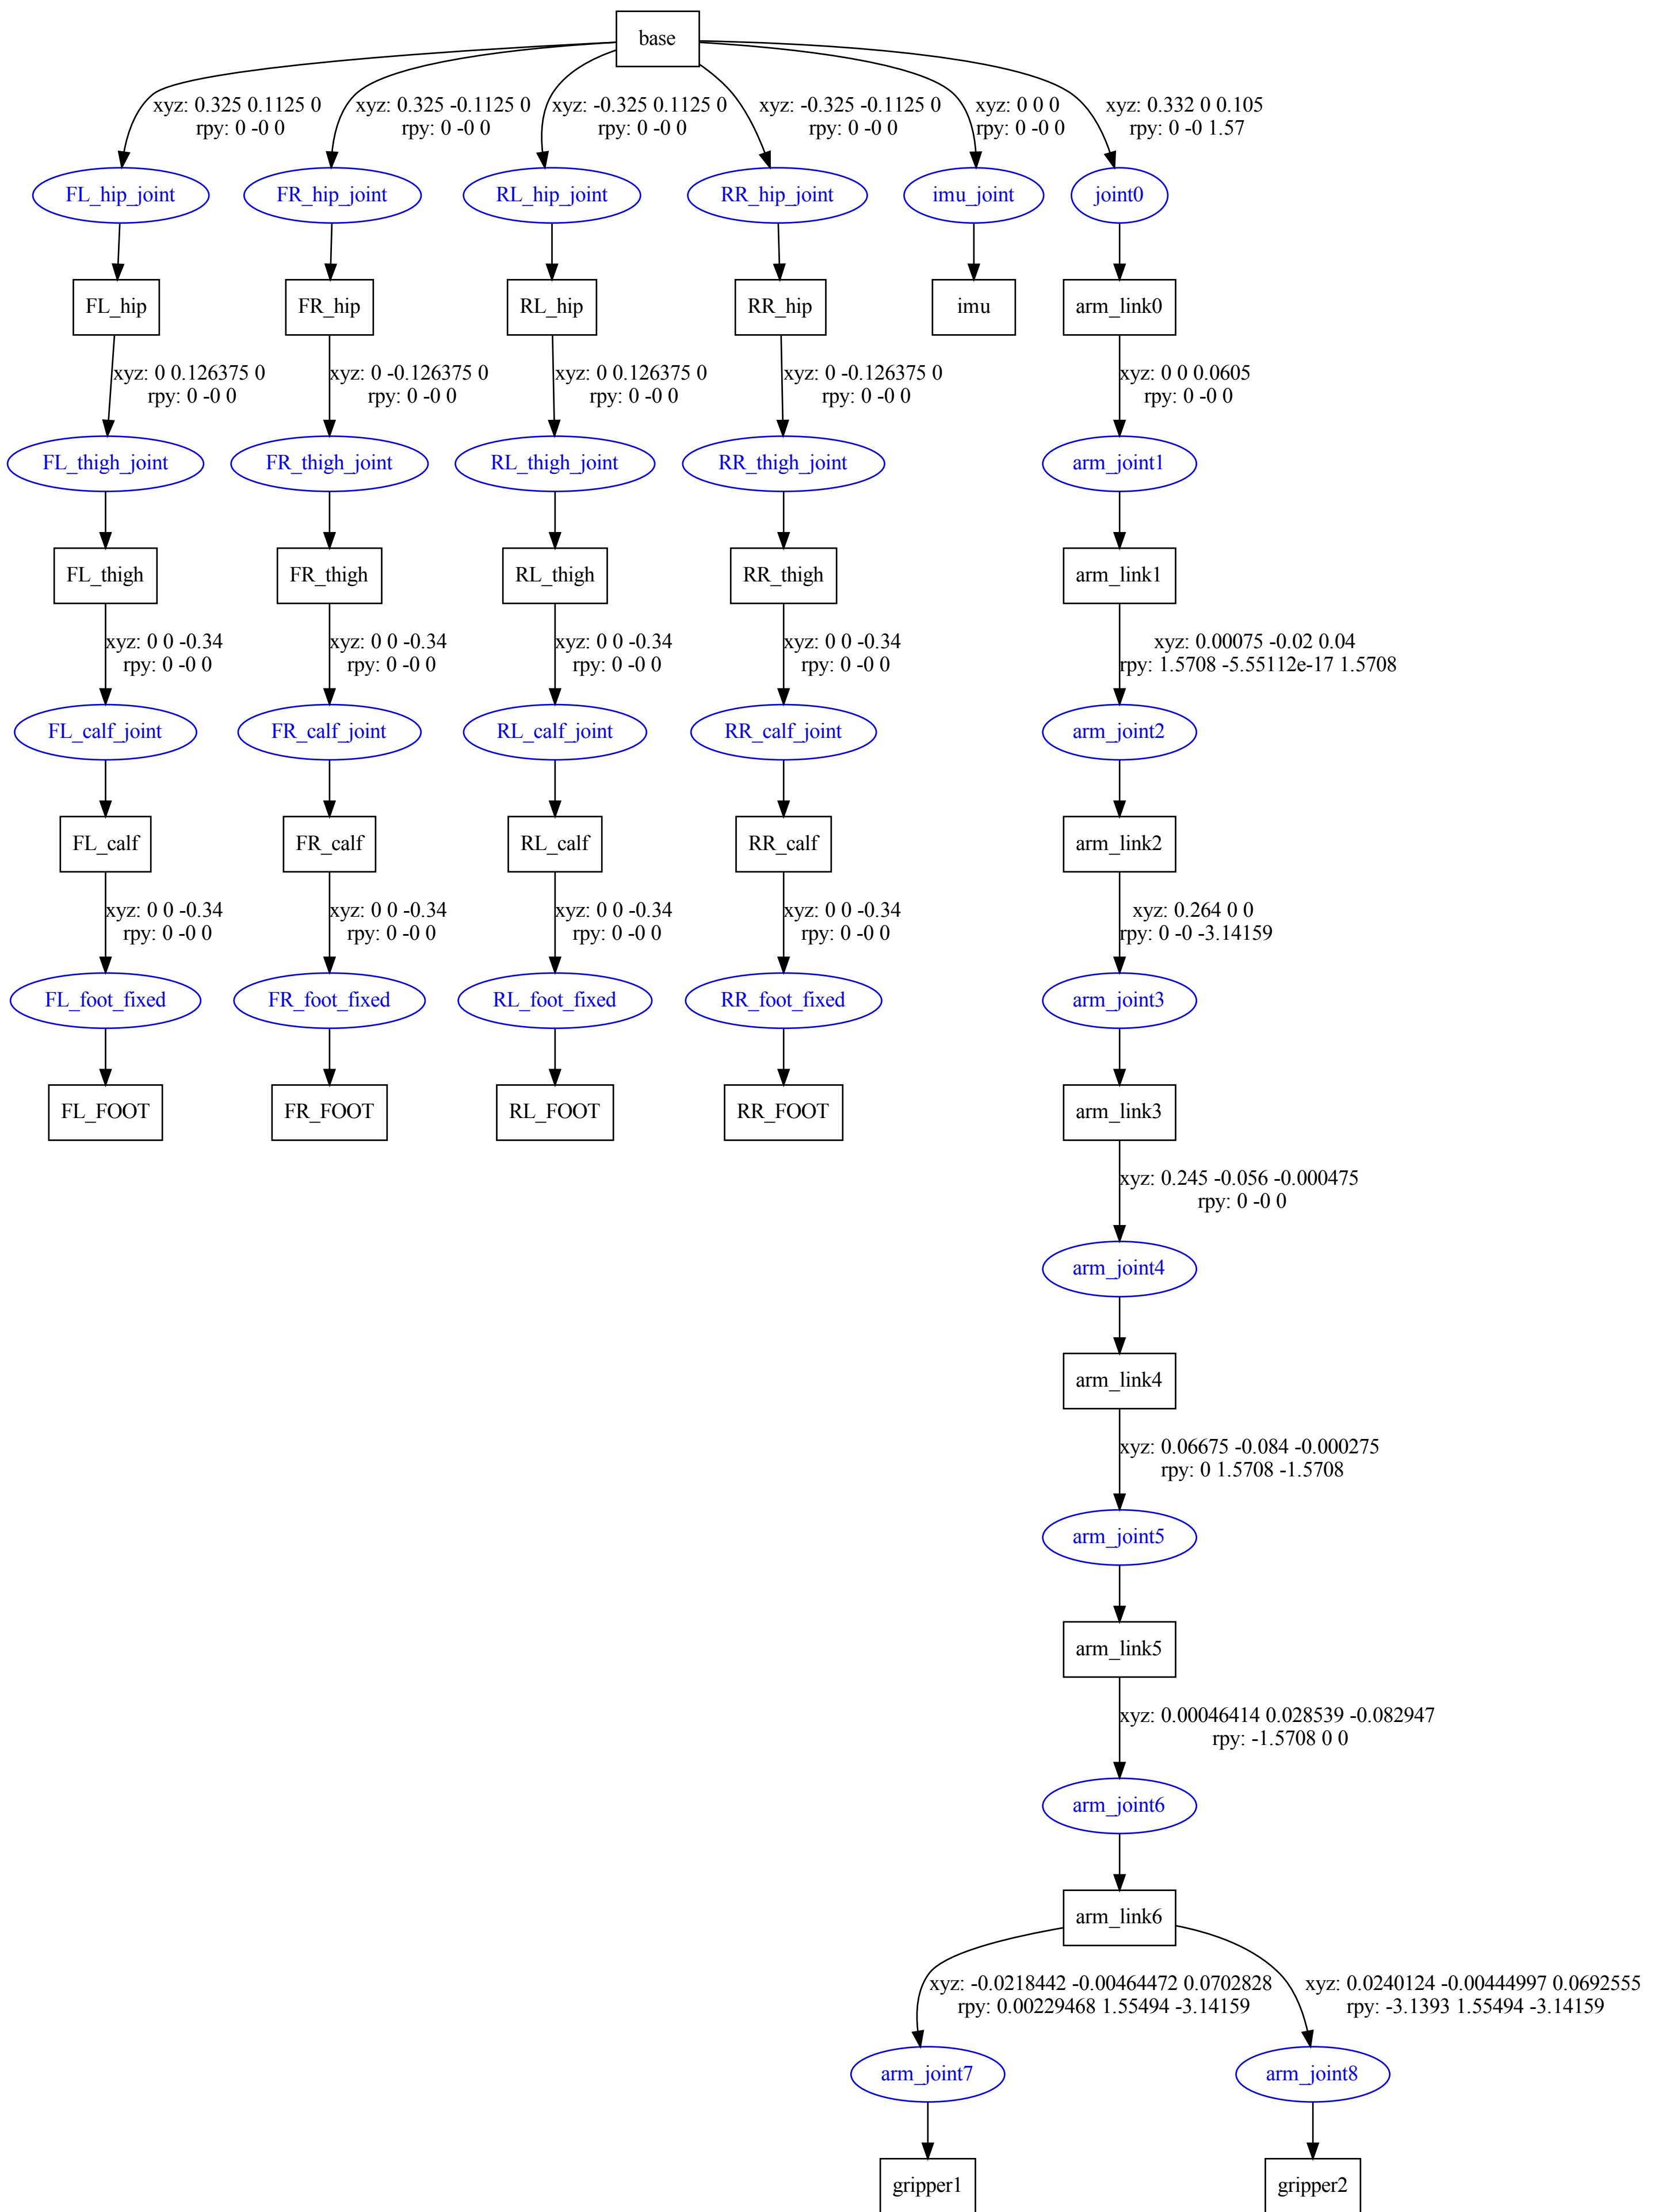 base
xyz: 0.325 0.1125 0
rpy: 0 -0 0
xyz: 0.325 -0.1125 0
rpy: 0 -0 0
xyz: -0.325 0.1125 0
rpy: 0 -0 0
xyz: -0.325 -0.1125 0
rpy: 0 -0 0
xyz: 0 0 0
rpy: 0 -0 0
xyz: 0.332 0 0.105
rpy: 0 -0 1.57
FL_hip_joint
FR_hip_joint
RL_hip_joint
RR_hip_joint
imu_joint
joint0
FL_hip
FR_hip
RL_hip
RR_hip
imu
arm_link0
xyz: 0 0.126375 0
rpy: 0 -0 0
xyz: 0 -0.126375 0
rpy: 0 -0 0
xyz: 0 0.126375 0
rpy: 0 -0 0
xyz: 0 -0.126375 0
rpy: 0 -0 0
xyz: 0 0 0.0605
rpy: 0 -0 0
FL_thigh_joint
FR_thigh_joint
RL_thigh_joint
RR_thigh_joint
arm_joint1
FL_thigh
FR_thigh
RL_thigh
RR_thigh
arm_link1
xyz: 0 0 -0.34
rpy: 0 -0 0
xyz: 0 0 -0.34
rpy: 0 -0 0
xyz: 0 0 -0.34
rpy: 0 -0 0
xyz: 0 0 -0.34
rpy: 0 -0 0
xyz: 0.00075 -0.02 0.04
rpy: 1.5708 -5.55112e-17 1.5708
FL_calf_joint
FR_calf_joint
RL_calf_joint
RR_calf_joint
arm_joint2
FL_calf
FR_calf
RL_calf
RR_calf
arm_link2
xyz: 0 0 -0.34
rpy: 0 -0 0
xyz: 0 0 -0.34
rpy: 0 -0 0
xyz: 0 0 -0.34
rpy: 0 -0 0
xyz: 0 0 -0.34
rpy: 0 -0 0
xyz: 0.264 0 0
rpy: 0 -0 -3.14159
FL_foot_fixed
FR_foot_fixed
RL_foot_fixed
RR_foot_fixed
arm_joint3
FL_FOOT
FR_FOOT
RL_FOOT
RR_FOOT
arm_link3
xyz: 0.245 -0.056 -0.000475
rpy: 0 -0 0
arm_joint4
arm_link4
xyz: 0.06675 -0.084 -0.000275
rpy: 0 1.5708 -1.5708
arm_joint5
arm_link5
xyz: 0.00046414 0.028539 -0.082947
rpy: -1.5708 0 0
arm_joint6
arm_link6
xyz: -0.0218442 -0.00464472 0.0702828
rpy: 0.00229468 1.55494 -3.14159
xyz: 0.0240124 -0.00444997 0.0692555
rpy: -3.1393 1.55494 -3.14159
arm_joint7
arm_joint8
gripper1
gripper2